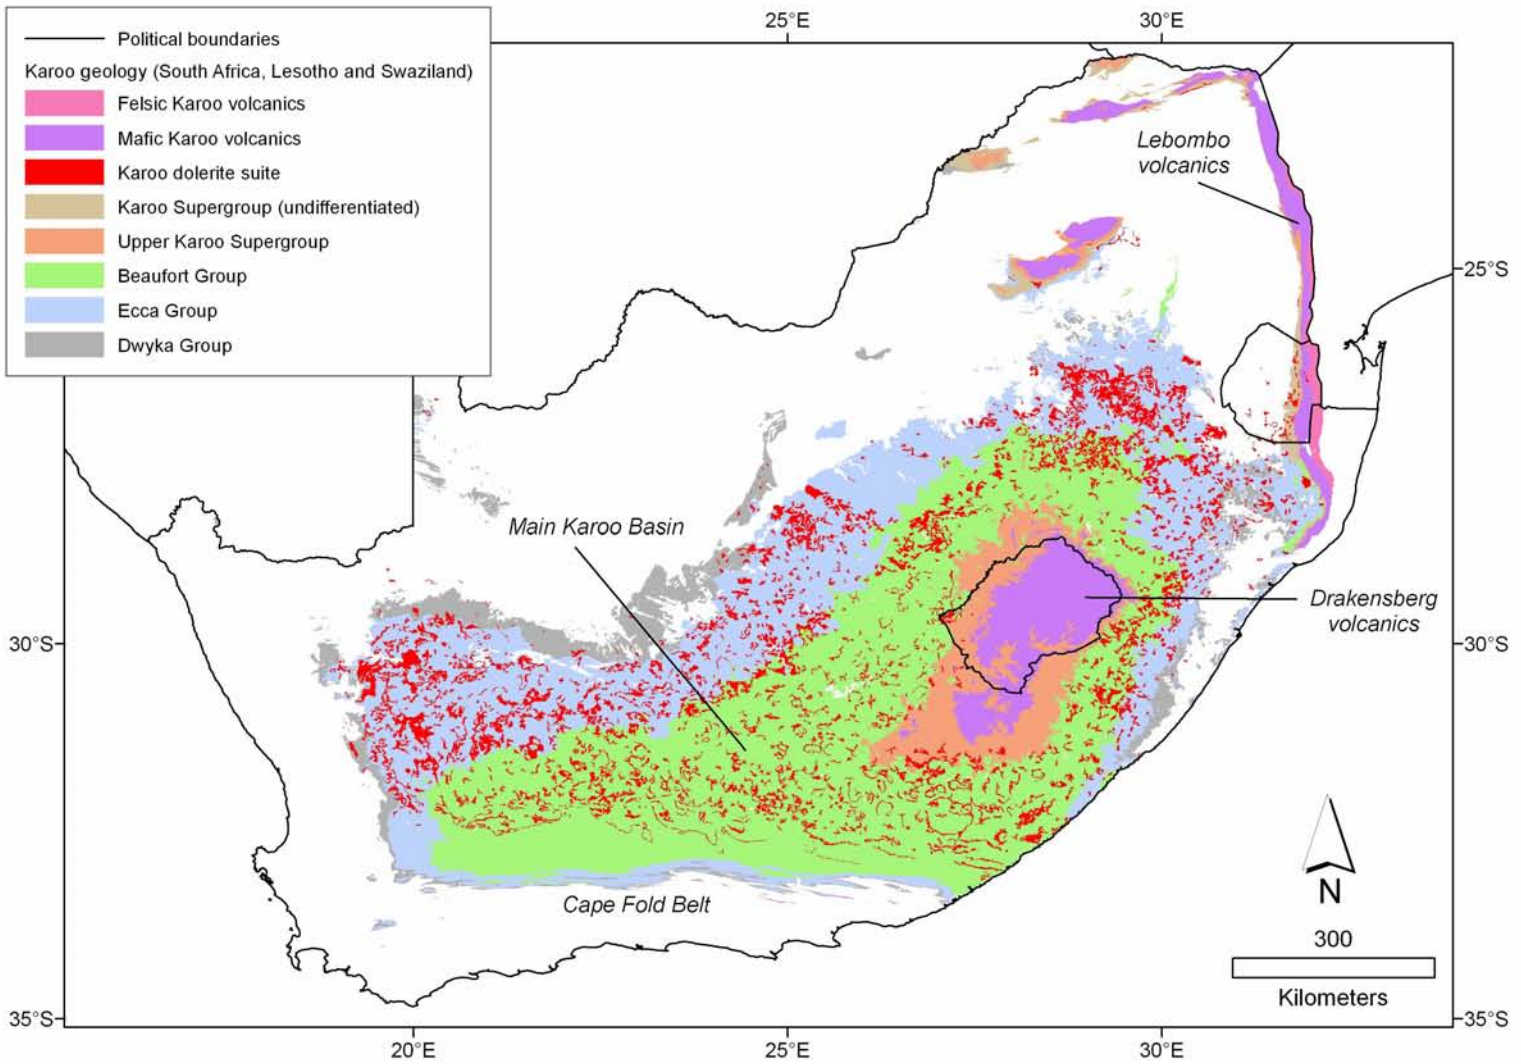 25°E
30°E
Political boundaries
Karoo geology (South Africa, Lesotho and Swaziland)
Felsic Karoo volcanics
Mafic Karoo volcanics
Karoo dolerite suite
Karoo Supergroup (undifferentiated)
Upper Karoo Supergroup
Beaufort Group
Ecca Group
Dwyka Group
Lebombo
volcanics
25°S
Main Karoo Basin
Drakensberg
volcanics
30°S
30°S
Cape Fold Belt
N
300
Kilometers
35°S
35°S
20°E
25°E
30°E